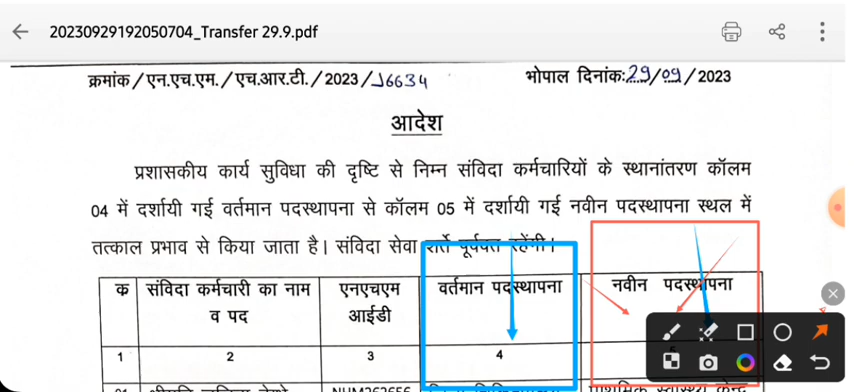 20230929192050704_Transfer 29.9.pdf
क्रमांक/एन.एच.एम./एच.आर.टी./2023/16634 भोपाल दिनांक:29/09/2023
आदेश
प्रशासकीय कार्य सुविधा की दृष्टि से निम्न संविदा कर्मचारियों के स्थानांतरण कॉलम
04 में दर्शायी गई वर्तमान पदस्थापना से कॉलम 05 में दर्शायी गई नवीन पदस्थापना स्थल में
तत्काल प्रभाव से किया जाता है। संविदा सेवा शर्ते पूर्ववत रहेंगी।
क संविदा कर्मचारी का नाम एनएचएम वर्तमान पदस्थापना नवीन पदस्थापना
व पद आईडी
1 2 3 4